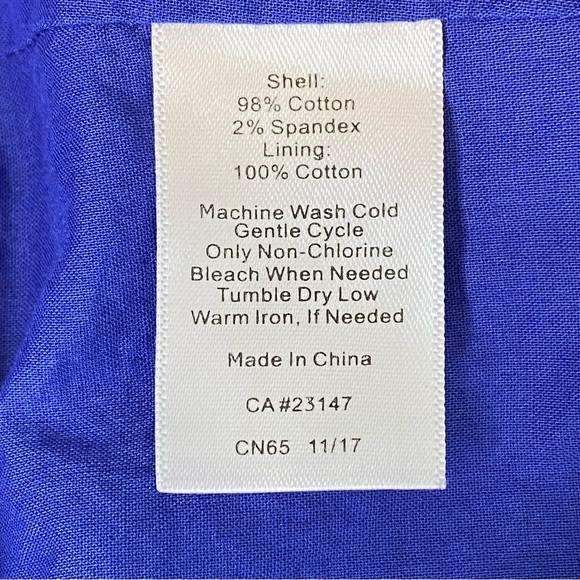 Shell:
98% Cotton
2% Spandex
Lining:
100% Cotton
Machine Wash Cold
Gentle Cycle
Only Non-Chlorine
Bleach When Needed
Tumble Dry Low
Warm Iron, If Needed
Made In China
CA#23147
CN65 11/17